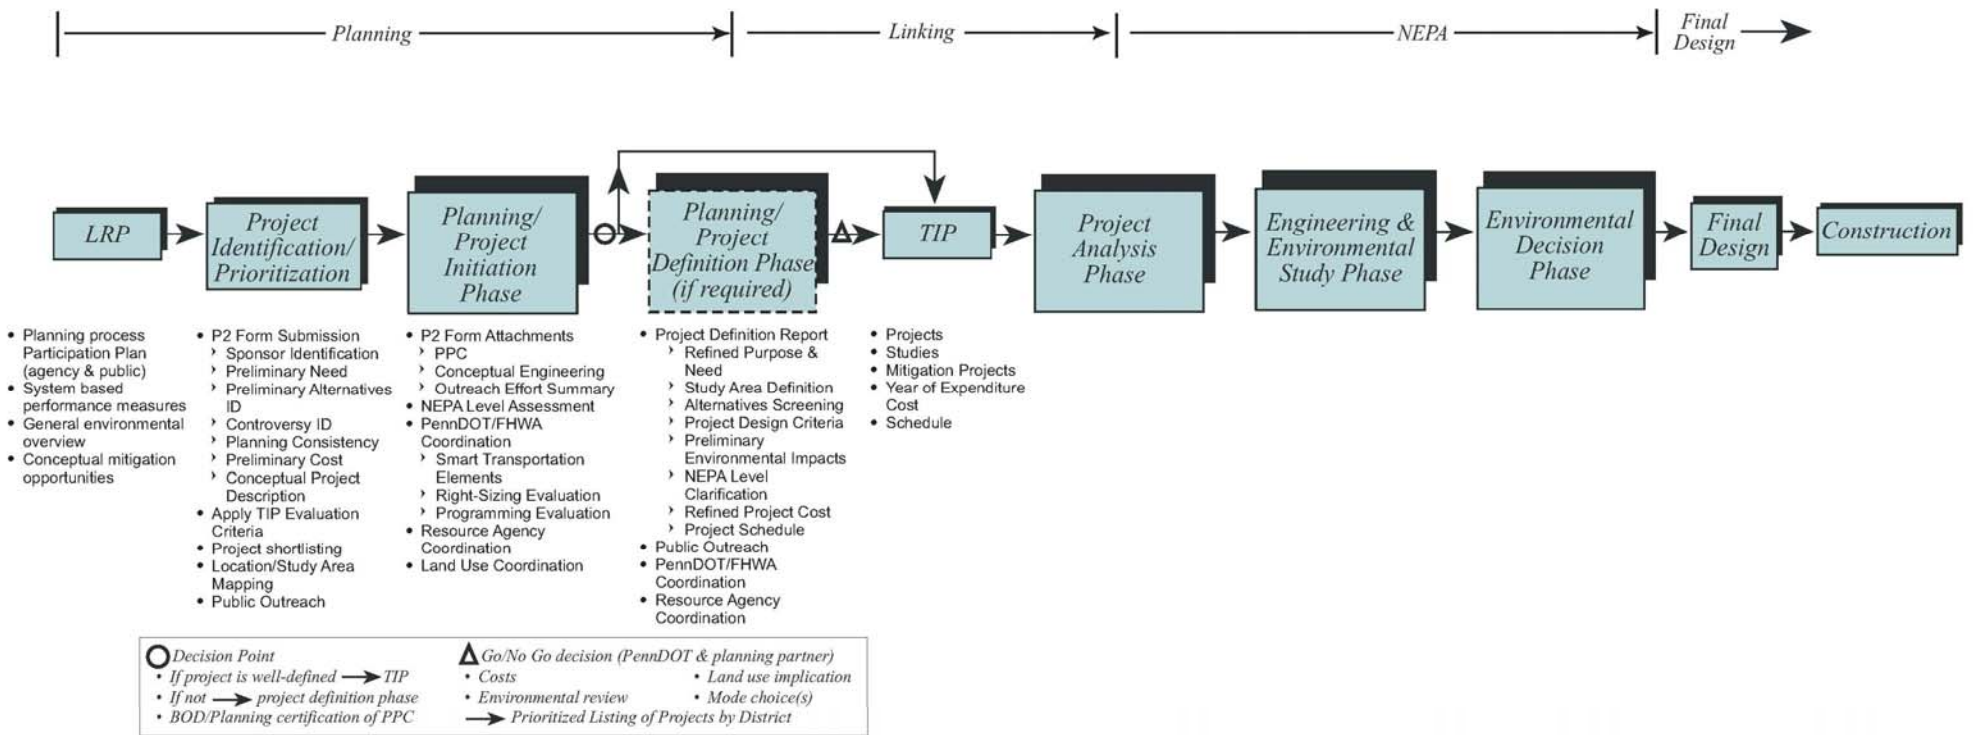 Planning
Linking
NEPA
Final
Design
LRP
Project
Identification/
Prioritization
Planning/
Project
Initiation
Phase
Planning/
Project
Definition Phase
(if required)
TIP
Project
Analysis
Phase
Engineering &
Environmental
Study Phase
Environmental
Decision
Phase
Final
Design
Construction
• Planning process
Participation Plan
(agency & public)
• System based
performance measures
• General environmental
overview
• Conceptual mitigation
opportunities
• P2 Form Submission
› Sponsor Identification
› Preliminary Need
› Preliminary Alternatives
ID
› Controversy ID
› Planning Consistency
› Preliminary Cost
› Conceptual Project
Description
• Apply TIP Evaluation
Criteria
• Project shortlisting
• Location/Study Area
Mapping
• Public Outreach
• P2 Form Attachments
› PPC
› Conceptual Engineering
› Outreach Effort Summary
• NEPA Level Assessment
• PennDOT/FHWA
Coordination
› Smart Transportation
Elements
› Right-Sizing Evaluation
› Programming Evaluation
• Resource Agency
Coordination
• Land Use Coordination
• Project Definition Report
› Refined Purpose &
Need
› Study Area Definition
› Alternatives Screening
› Project Design Criteria
› Preliminary
Environmental Impacts
› NEPA Level
Clarification
› Refined Project Cost
› Project Schedule
• Public Outreach
• PennDOT/FHWA
Coordination
• Resource Agency
Coordination
• Projects
• Studies
• Mitigation Projects
• Year of Expenditure
Cost
• Schedule
Decision Point
• If project is well-defined → TIP
• If not → project definition phase
• BOD/Planning certification of PPC
Go/No Go decision (PennDOT & planning partner)
• Costs
• Environmental review
• Land use implication
• Mode choice(s)
→ Prioritized Listing of Projects by District